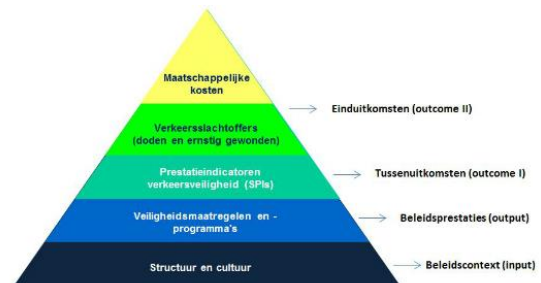 Maatschappelijke
kosten
Einduitkomsten (outcome II)
Verkeersslachtoffers
(doden en ernstig gewonden)
Prestatieindicatoren
verkeersveiligheid (SPIs)
Tussenuitkomsten (outcome I)
Veiligheidsmaatregelen en -
programma's
Beleidsprestaties (output)
Structuur en cultuur
Beleidscontext (input)